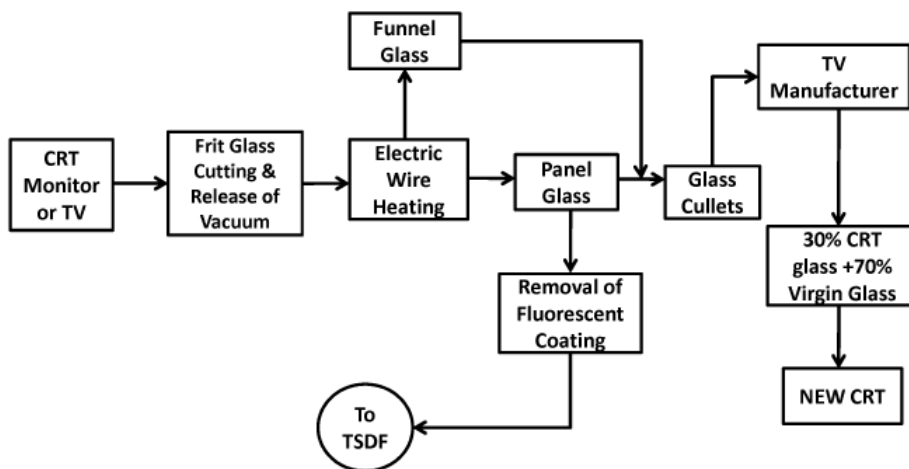 Funnel
Glass
TV
Manufacturer
CRT
Monitor
or TV
Frit Glass
Cutting &
Release of
Vacuum
Electric
Wire
Heating
Panel
Glass
Glass
Cullets
30% CRT
glass +70%
Virgin Glass
Removal of
Fluorescent
Coating
NEW CRT
To
TSDF